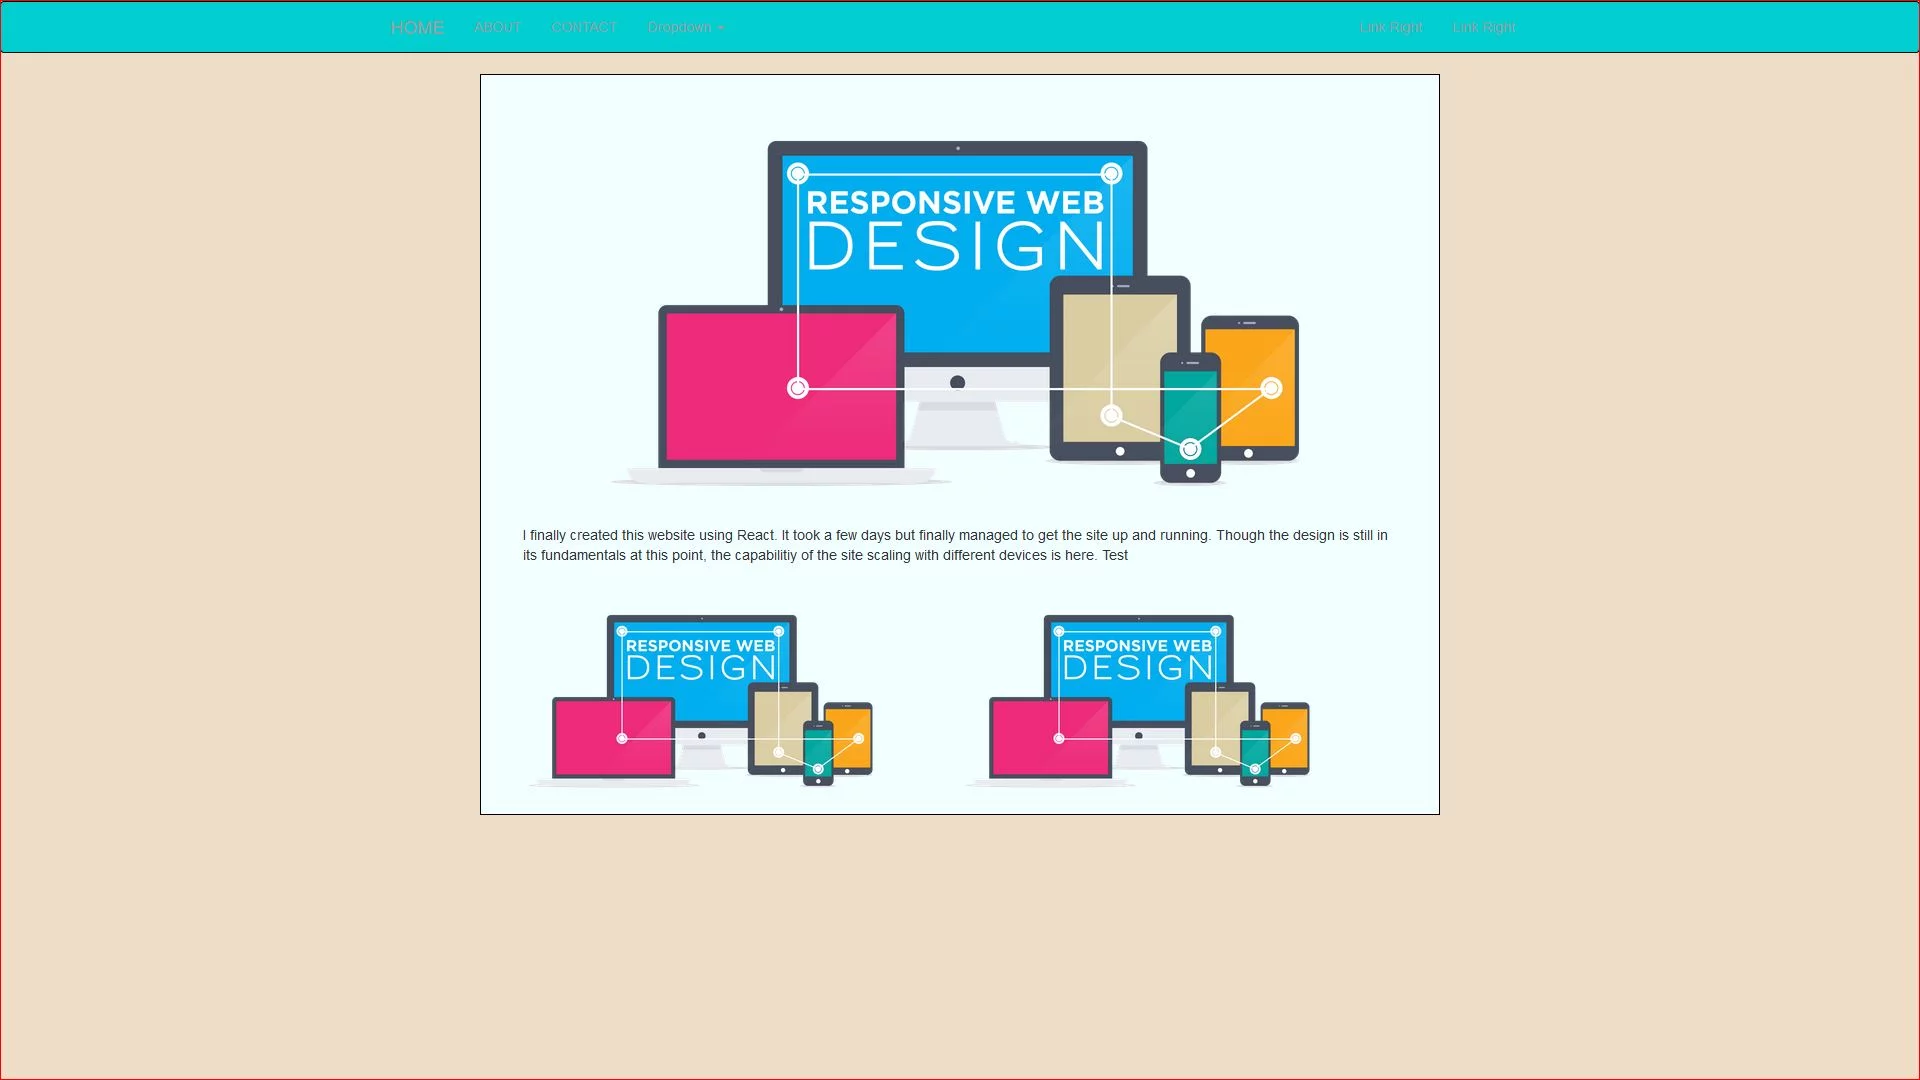 HOME ABOUT CONTACT Dropdown Link Right Link Right
RESPONSIVE WEB
DESIGN
I finally created this website using React. It took a few days but finally managed to get the site up and running. Though the design is still in
its fundamentals at this point, the capabilitiy of the site scaling with different devices is here. Test
RESPONSIVE WEB
DESIGN
RESPONSIVE WEB
DESIGN